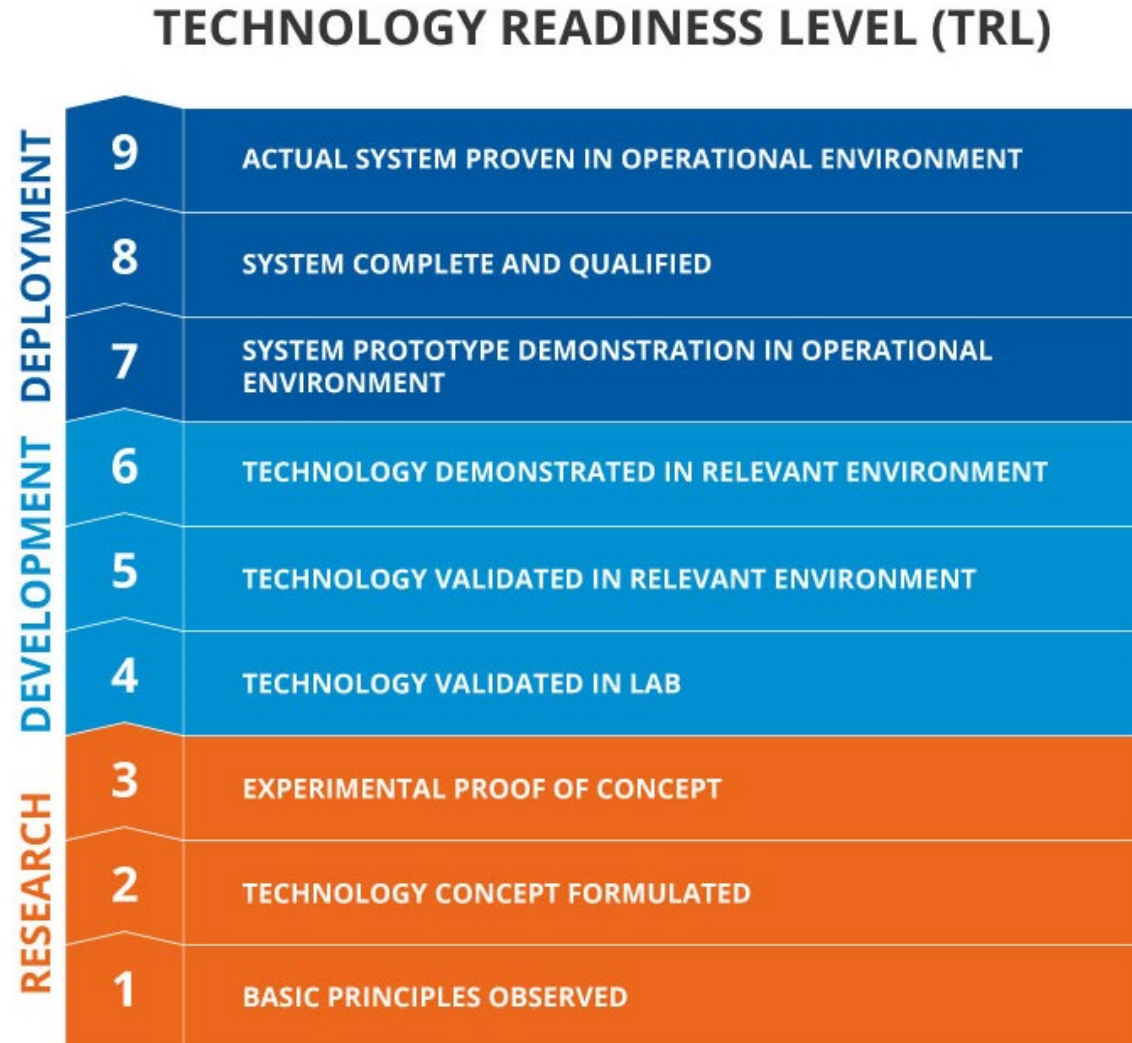 TECHNOLOGY READINESS LEVEL (TRL)
DEPLOYMENT
9
ACTUAL SYSTEM PROVEN IN OPERATIONAL ENVIRONMENT
8
SYSTEM COMPLETE AND QUALIFIED
7
SYSTEM PROTOTYPE DEMONSTRATION IN OPERATIONAL
ENVIRONMENT
DEVELOPMENT
6
TECHNOLOGY DEMONSTRATED IN RELEVANT ENVIRONMENT
5
TECHNOLOGY VALIDATED IN RELEVANT ENVIRONMENT
4
TECHNOLOGY VALIDATED IN LAB
RESEARCH
3
EXPERIMENTAL PROOF OF CONCEPT
2
TECHNOLOGY CONCEPT FORMULATED
1
BASIC PRINCIPLES OBSERVED